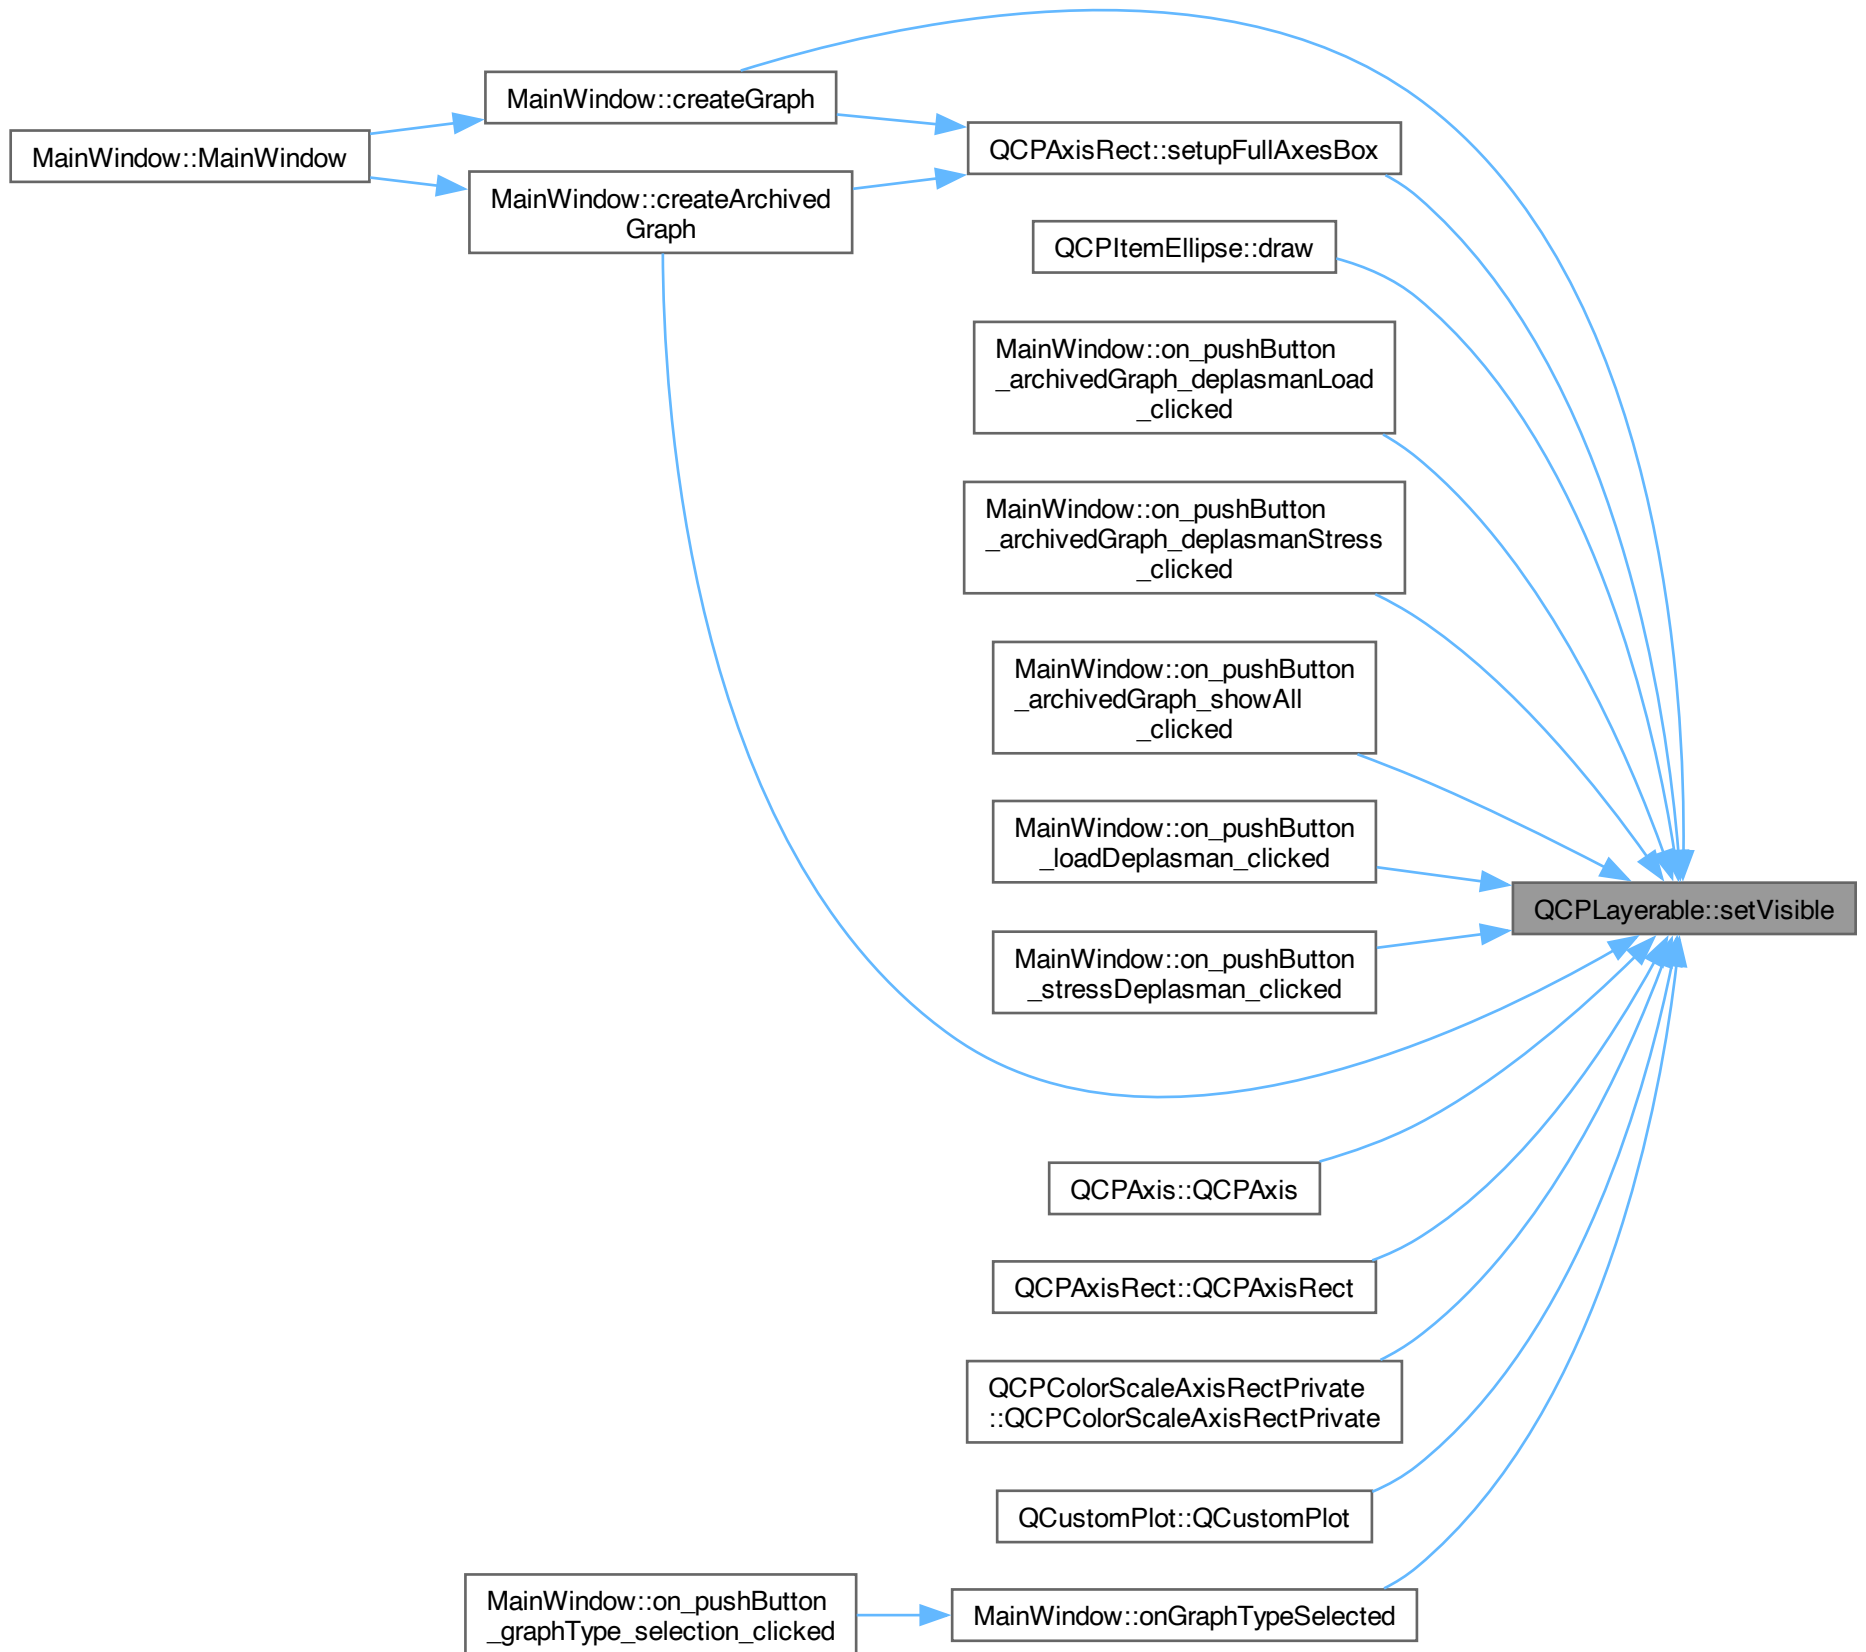 MainWindow::createGraph
MainWindow::MainWindow
QCPAxisRect::setupFullAxesBox
MainWindow::createArchived
Graph
QCPItemEllipse::draw
MainWindow::on_pushButton
_archivedGraph_deplasmanLoad
_clicked
MainWindow::on_pushButton
_archivedGraph_deplasmanStress
_clicked
MainWindow::on_pushButton
_archivedGraph_showAll
_clicked
MainWindow::on_pushButton
_loadDeplasman_clicked
QCPLayerable::setVisible
MainWindow::on_pushButton
_stressDeplasman_clicked
QCPAxis::QCPAxis
QCPAxisRect::QCPAxisRect
QCPColorScaleAxisRectPrivate
::QCPColorScaleAxisRectPrivate
QCustomPlot::QCustomPlot
MainWindow::on_pushButton
_graphType_selection_clicked
MainWindow::onGraphTypeSelected